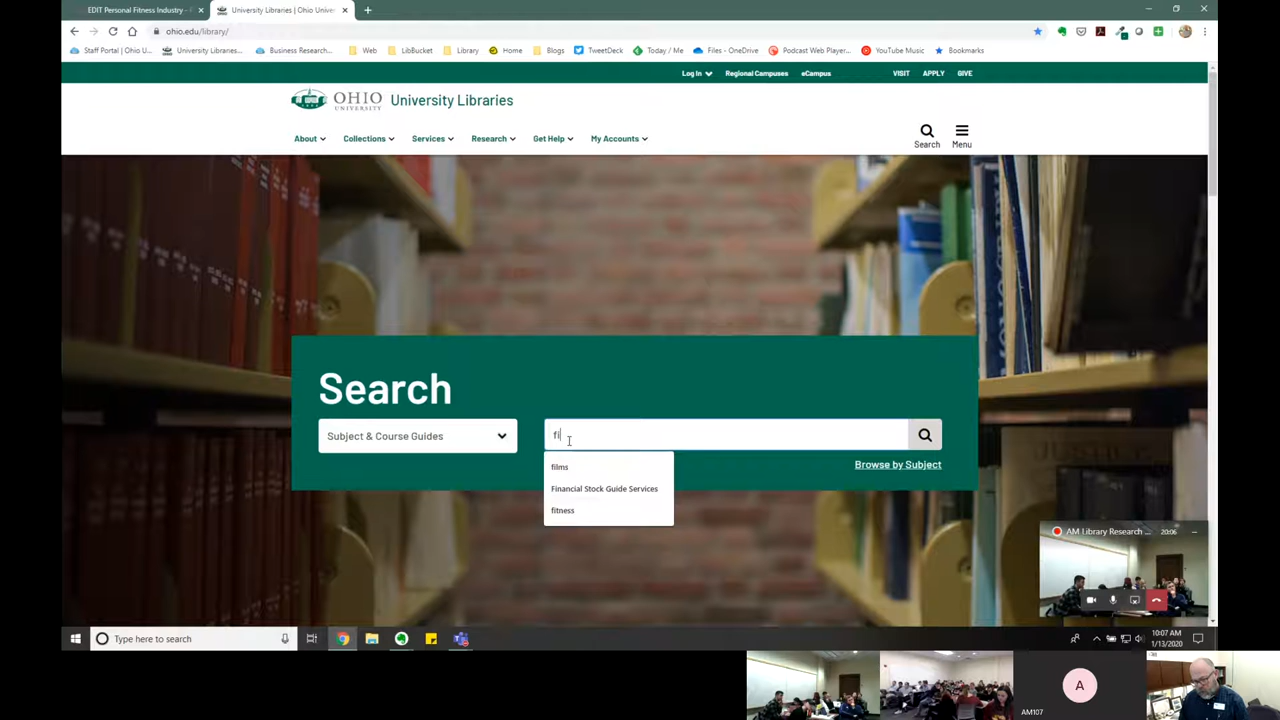 EDIT Personal Fitness Industry - F
University Libraries | Ohio Univer
ohio.edu/library/
Staff Portal | Ohio U...
University Libraries...
Business Research...
Web
LibBucket
Library
Home
Blogs
TweetDeck
Today / Me
Files - OneDrive
Podcast Web Player...
YouTube Music
Bookmarks
Log In
Regional Campuses
eCampus
VISIT
APPLY
GIVE
OHIO
UNIVERSITY
University Libraries
About
Collections
Services
Research
Get Help
My Accounts
Search
Menu
Search
Subject & Course Guides
fi
films
Financial Stock Guide Services
fitness
Browse by Subject
AM Library Research ...
20:06
Type here to search
10:07 AM
1/13/2020
A
AM107